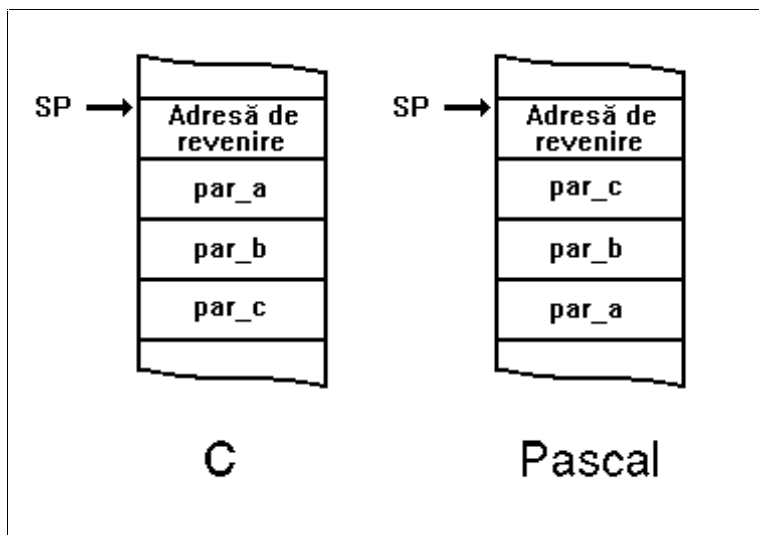 SP
Adresă de
revenire
par_a
par_b
par_c
C
SP
Adresă de
revenire
par_c
par_b
par_a
Pascal